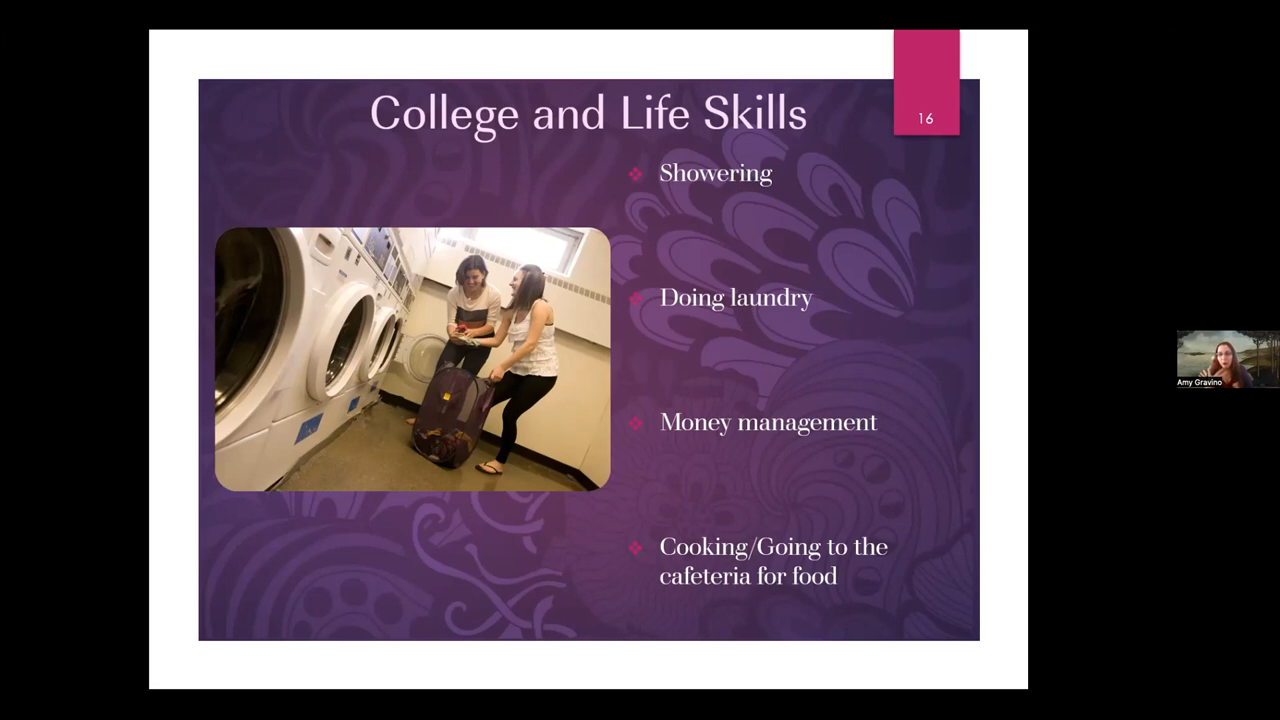 College and Life Skills
16
Showering
Doing laundry
Money management
Cooking/Going to the
cafeteria for food
Amy Gravino